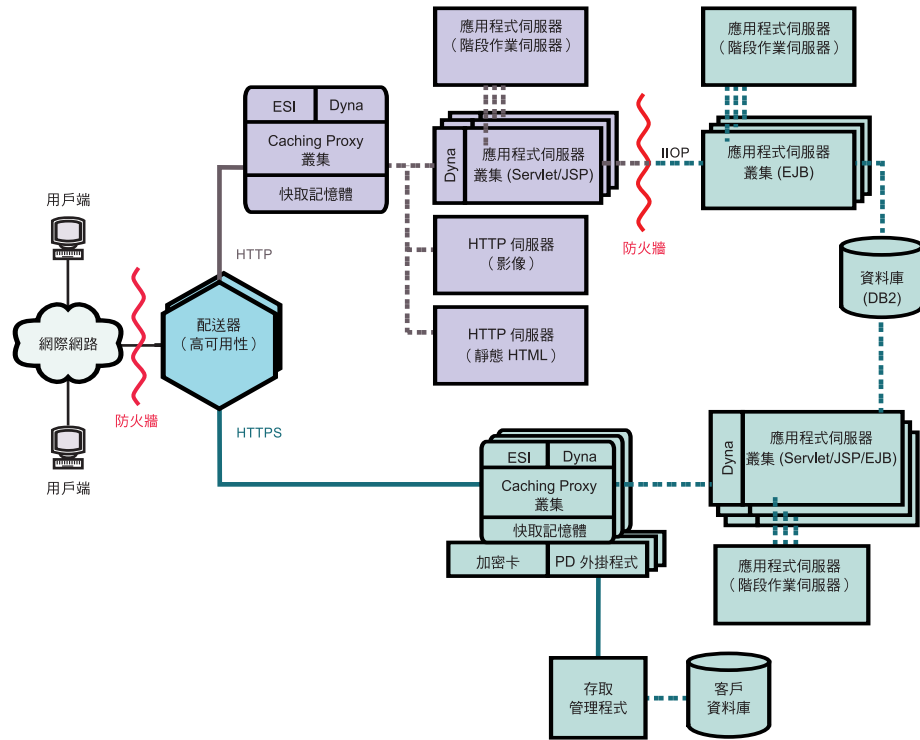 應用程式伺服器
（階段作業伺服器）
應用程式伺服器
（階段作業伺服器）
ESI
Dyna
Caching Proxy
叢集
快取記憶體
Dyna
應用程式伺服器
叢集 (Servlet/JSP)
IIOP
應用程式伺服器
叢集 (EJB)
用戶端
HTTP
HTTP 伺服器
（影像）
防火牆
資料庫
(DB2)
網際網路
配送器
（高可用性）
HTTP 伺服器
（靜態 HTML）
防火牆
HTTPS
用戶端
ESI
Dyna
Caching Proxy
叢集
快取記憶體
加密卡
PD 外掛程式
Dyna
應用程式伺服器
叢集 (Servlet/JSP/EJB)
應用程式伺服器
（階段作業伺服器）
存取
管理程式
客戶
資料庫